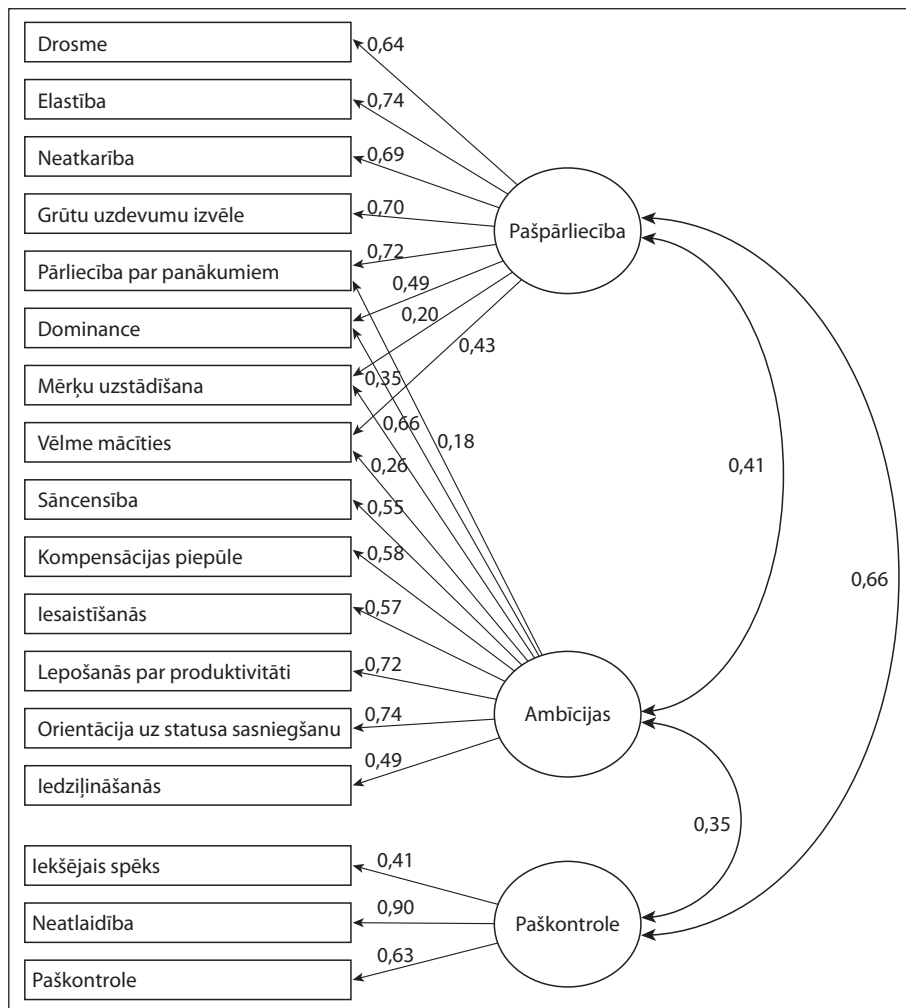 Drosme
0,64
Elastība
0,74
Neatkarība
0,69
Grūtu uzdevumu izvēle
0,70
Pašpārliecība
Pārliecība par panākumiem
0,72
0,49
Dominance
0,20
0,43
Mērķu uzstādīšana
0,35
Vēlme mācīties
0,66
0,18
0,26
0,41
Sāncensība
0,55
Kompensācijas piepūle
0,58
0,66
Iesaistīšanās
0,57
Lepošanās par produktivitāti
0,72
Ambīcijas
Orientācija uz statusa sasniegšanu
0,74
Iedziļināšanās
0,49
0,35
Iekšējais spēks
0,41
Neatlaidība
0,90
Paškontrole
Paškontrole
0,63